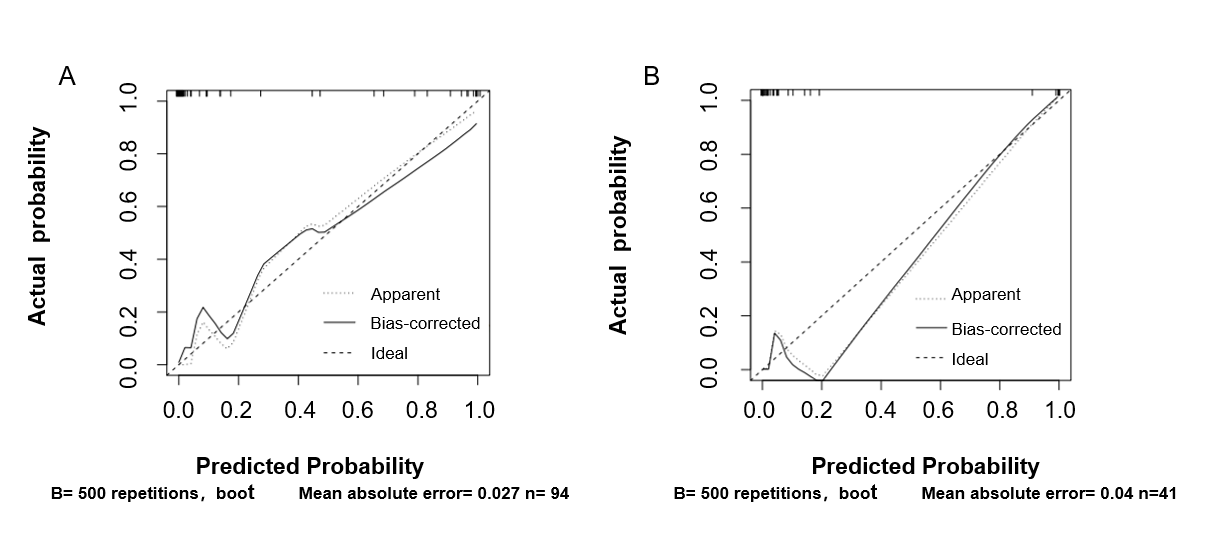 A
Actual probability
1.0
0.8
0.6
0.4
0.2
0.0
Apparent
Bias-corrected
Ideal
0.0 0.2 0.4 0.6 0.8 1.0
Predicted Probability
B= 500 repetitions，boot Mean absolute error= 0.027 n= 94
B
Actual probability
1.0
0.8
0.6
0.4
0.2
0.0
Apparent
Bias-corrected
Ideal
0.0 0.2 0.4 0.6 0.8 1.0
Predicted Probability
B= 500 repetitions，boot Mean absolute error= 0.04 n=41